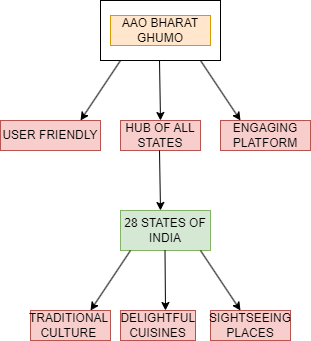 AAO BHARAT
GHUMO
USER FRIENDLY
HUB OF ALL
STATES
ENGAGING
PLATFORM
28 STATES OF
INDIA
TRADITIONAL
CULTURE
DELIGHTFUL
CUISINES
SIGHTSEEING
PLACES